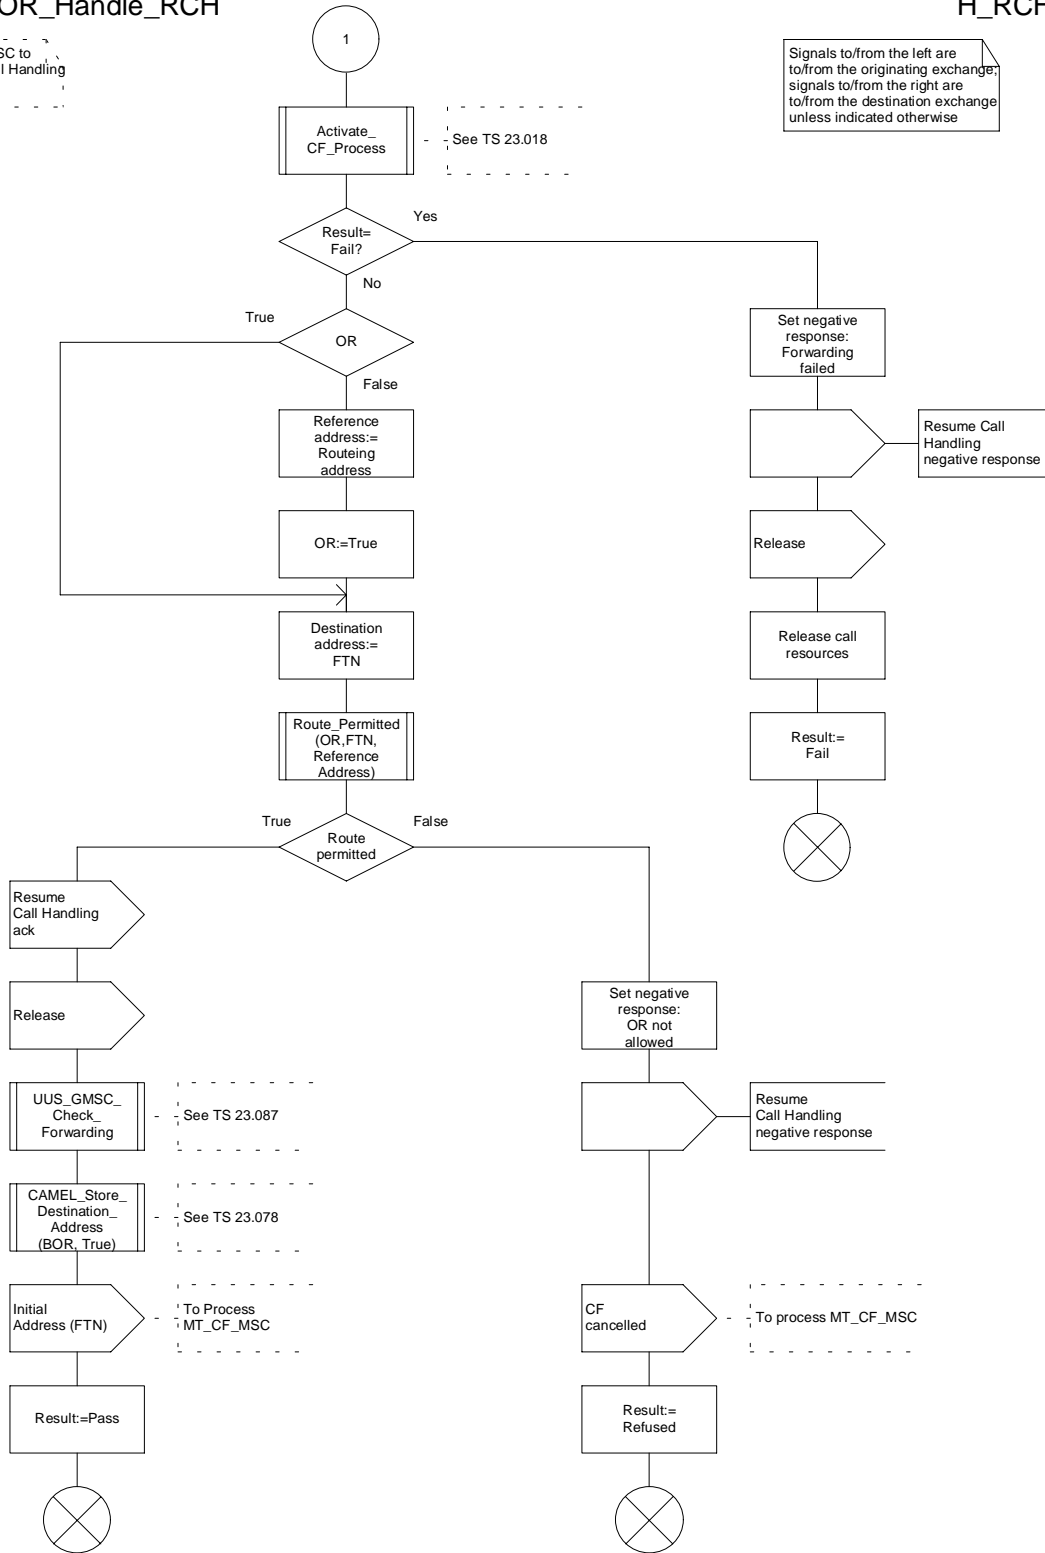 OR_Handle_RCH
H_RCH
SC to
l Handling
1
Signals to/from the left are
to/from the originating exchange;
signals to/from the right are
to/from the destination exchange
unless indicated otherwise
Activate_
CF_Process
See TS 23.018
Yes
Result=
Fail?
No
True
OR
False
Set negative
response:
Forwarding
failed
Reference
address:=
Routeing
address
Resume Call
Handling
negative response
OR:=True
Release
Destination
address:=
FTN
Release call
resources
Route_Permitted
(OR,FTN,
Reference
Address)
Result:=
Fail
True
False
Route
permitted
Resume
Call Handling
ack
Release
Set negative
response:
OR not
allowed
UUS_GMSC_
Check_
Forwarding
See TS 23.087
Resume
Call Handling
negative response
CAMEL_Store_
Destination_
Address
(BOR, True)
See TS 23.078
Initial
Address (FTN)
To Process
MT_CF_MSC
CF
cancelled
To process MT_CF_MSC
Result:=Pass
Result:=
Refused